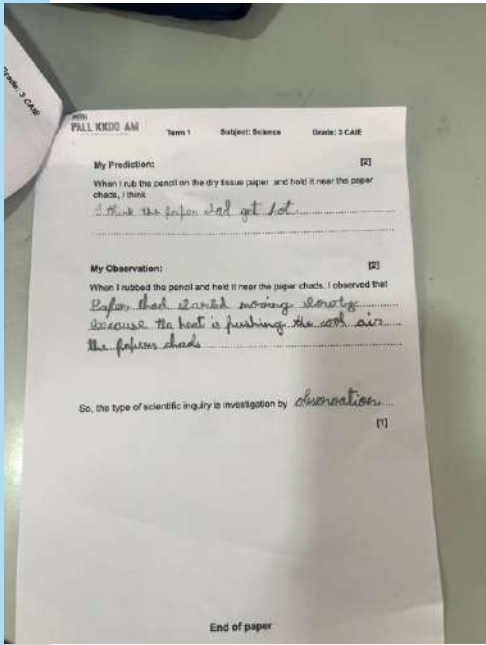 Grade: 3 CAIE
PALL KKDO AM
Term 1 Subject: Science Grade: 3 CAIE
My Prediction: [2]
When I rub the pencil on the dry tissue paper and hold it near the paper
chads, I think
I think the paper get hot
My Observation: [2]
When I rubbed the pencil and held it near the paper chads, I observed that
Paper started moving
because the heat is pushing the cool air
the chads
So, the type of scientific inquiry is investigation by observation
[1]
End of paper